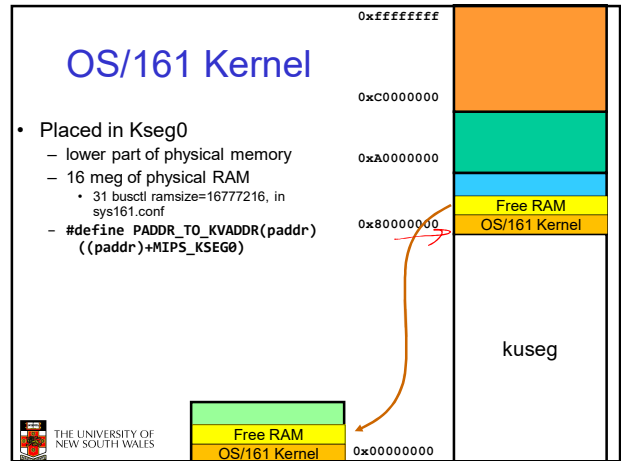 OS/161 Kernel
• Placed in Kseg0
– lower part of physical memory
– 16 meg of physical RAM
• 31 busctl ramsize=16777216, in
sys161.conf
– #define PADDR_TO_KVADDR(paddr)
((paddr)+MIPS_KSEG0)
0xffffffff
0xC0000000
0xA0000000
Free RAM
0x80000000
OS/161 Kernel
kuseg
THE UNIVERSITY OF
NEW SOUTH WALES
Free RAM
OS/161 Kernel
0x00000000